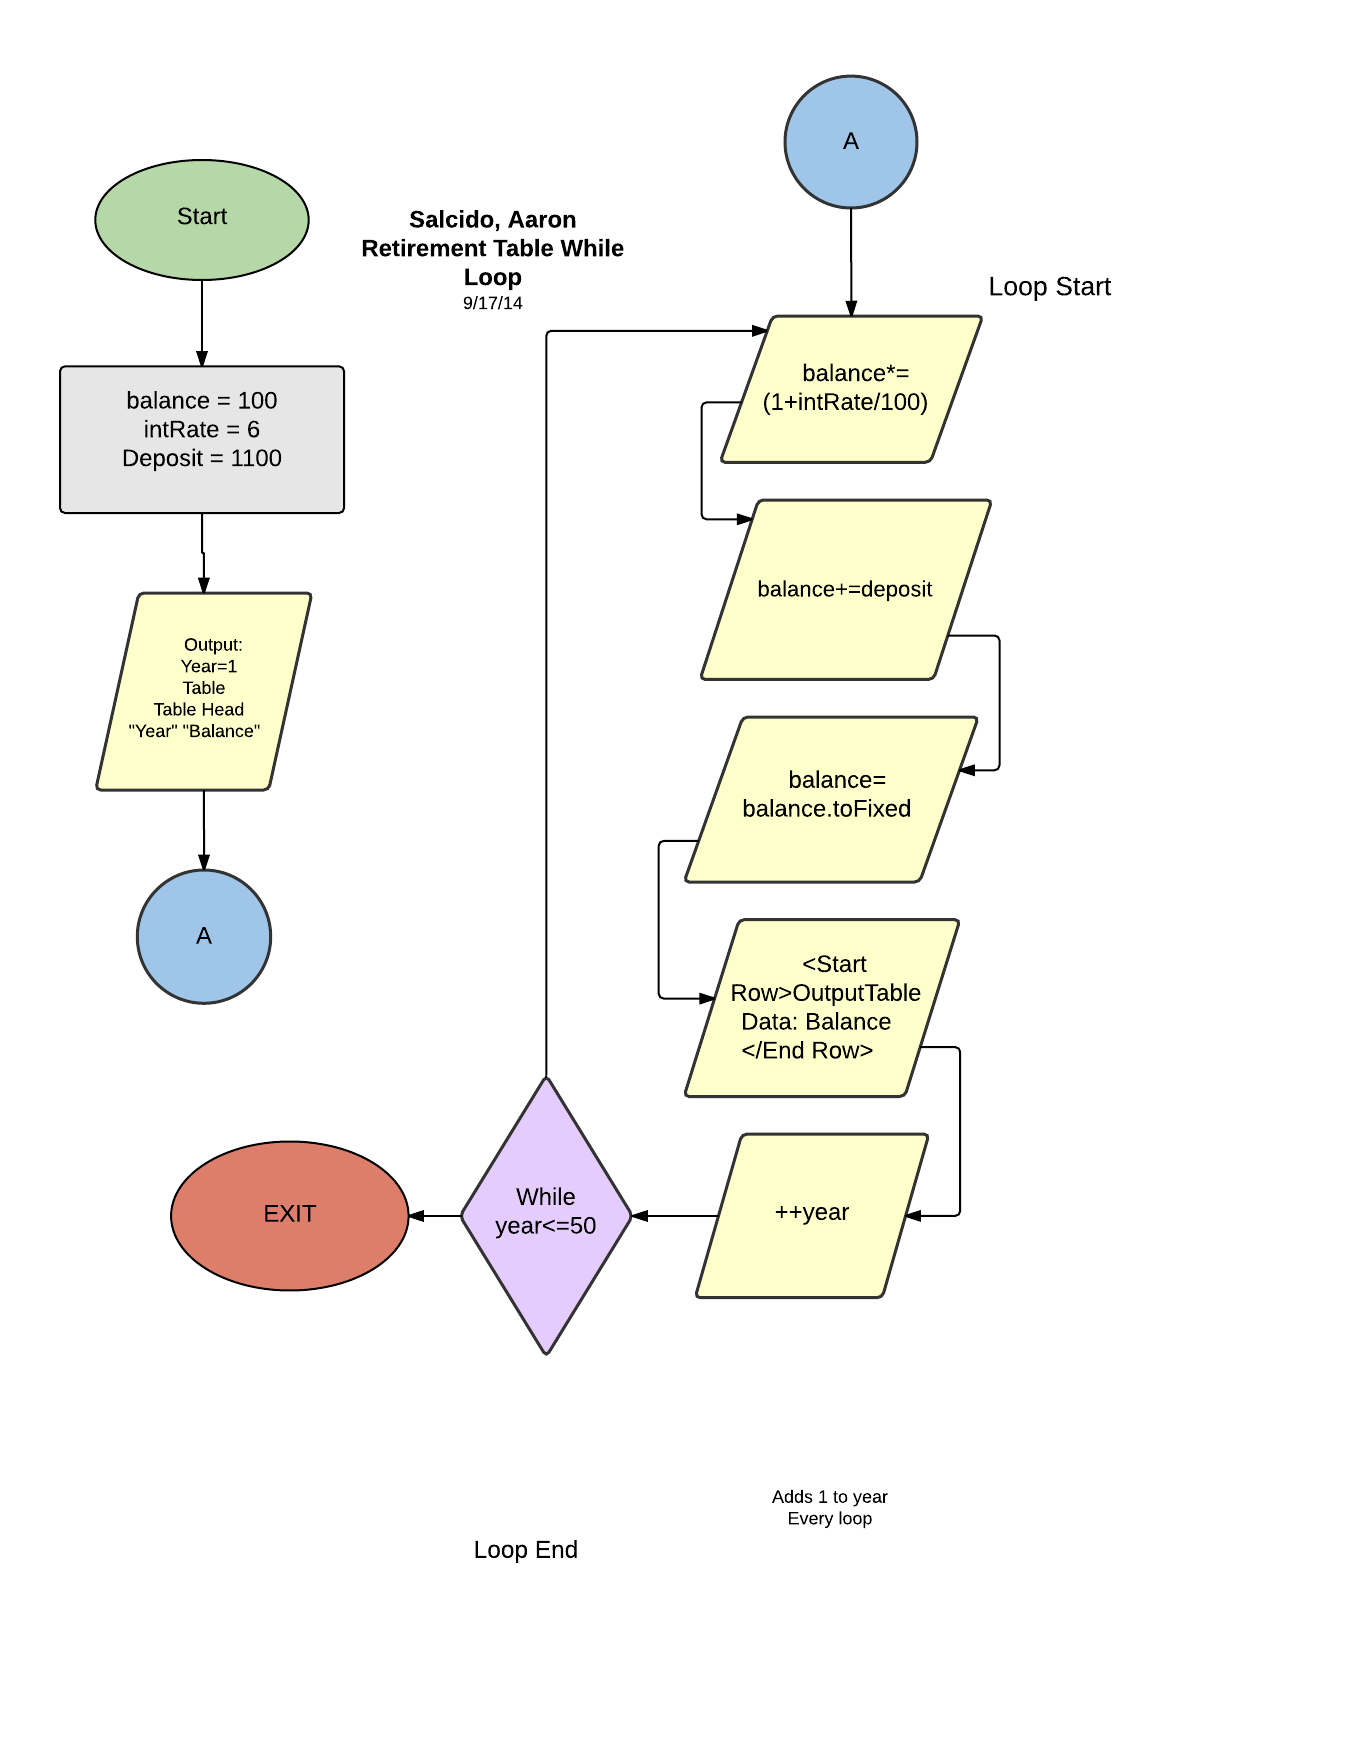 Start
balance = 100
intRate = 6
Deposit = 1100
Output:
Year=1
Table
Table Head
"Year" "Balance"
A
Salcido, Aaron
Retirement Table While
Loop
9/17/14
A
Loop Start
balance*=
(1+intRate/100)
balance+=deposit
balance=
balance.toFixed
<Start
Row>OutputTable
Data: Balance
</End Row>
++year
While
year<=50
EXIT
Adds 1 to year
Every loop
Loop End